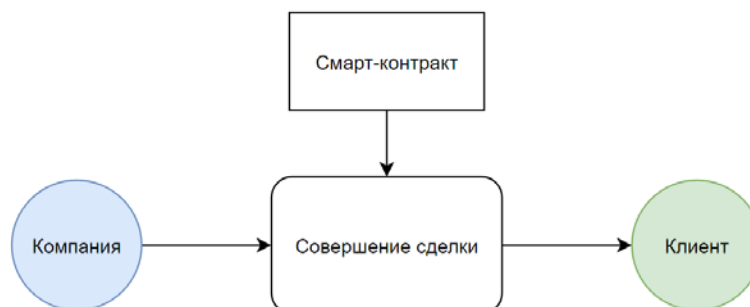 Смарт-контракт
Компания
Совершение сделки
Клиент